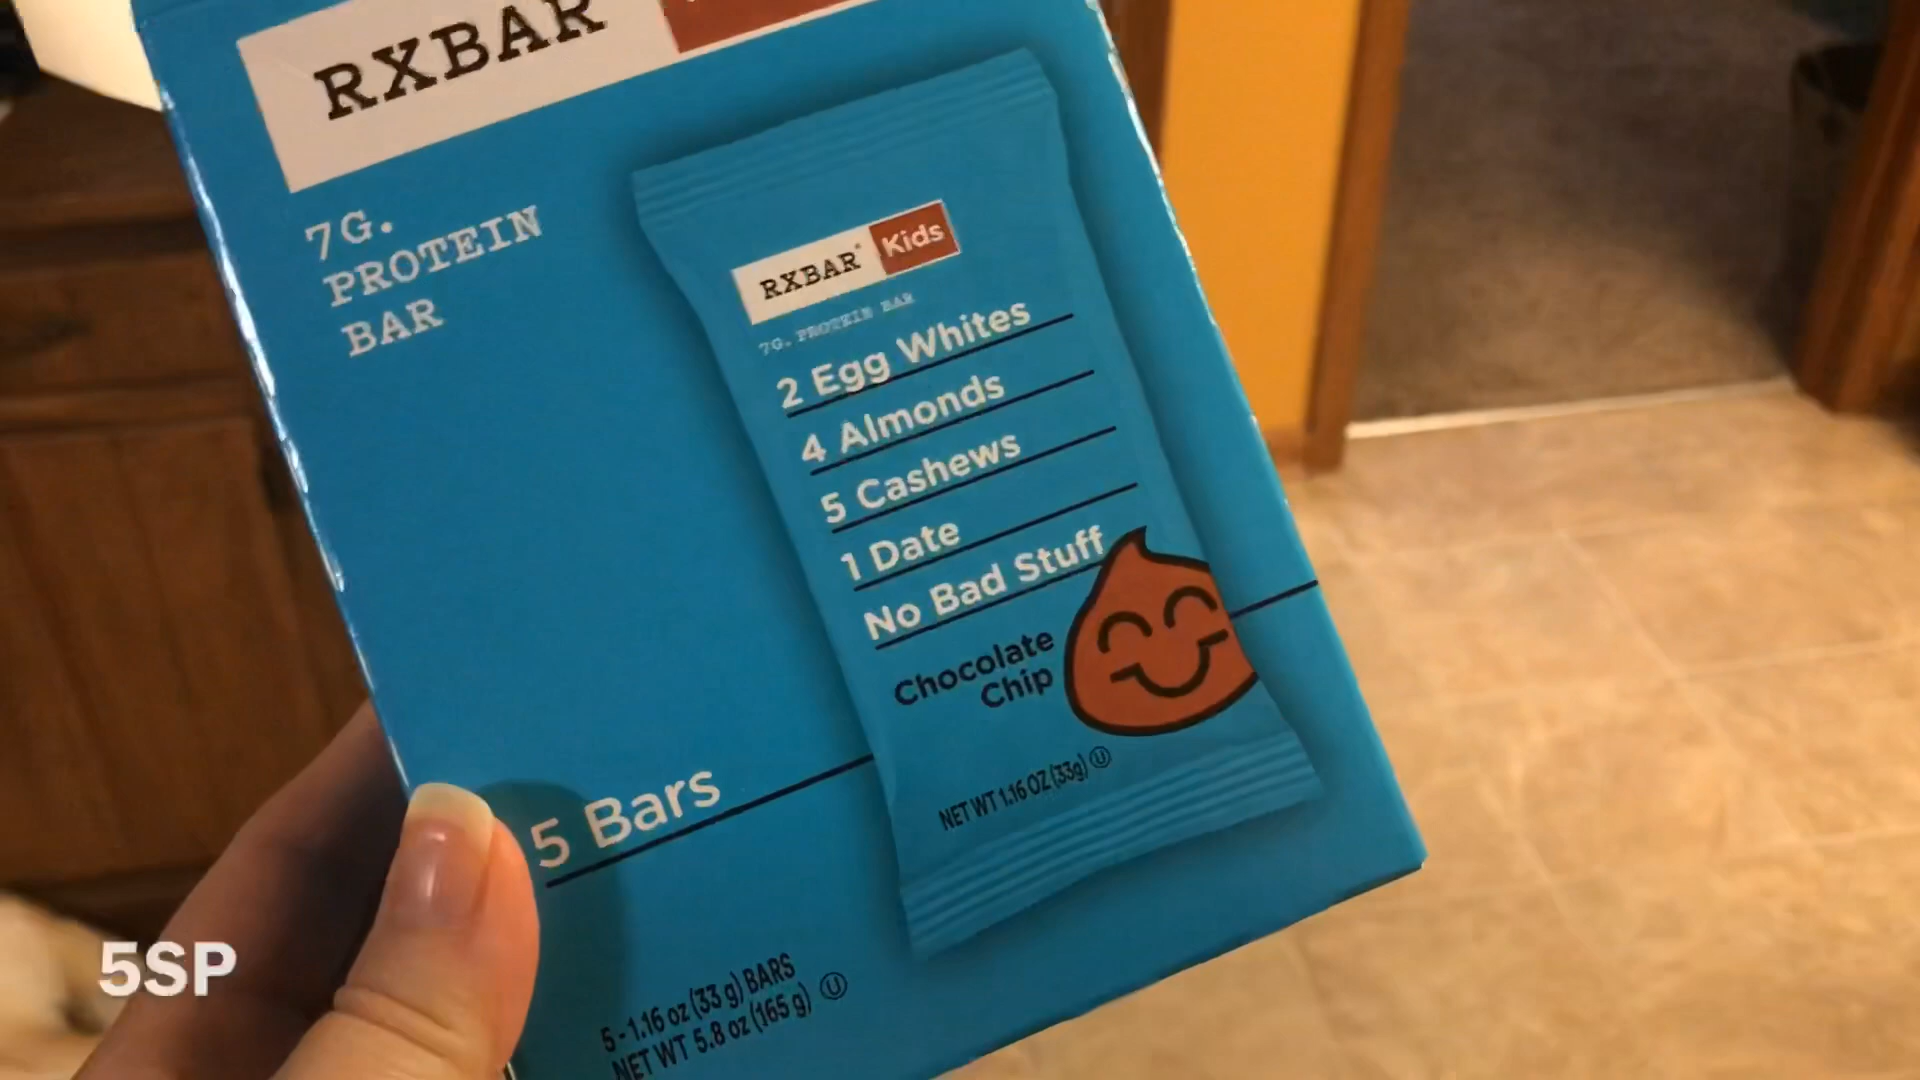 RXBAR
7G.
PROTEIN
BAR
RXBAR Kids
7G. PROTEIN BAR
2 Egg Whites
4 Almonds
5 Cashews
1 Date
No Bad Stuff
Chocolate
Chip
NET WT 1.16 OZ (33g) U
5 Bars
5 - 1.16 oz (33 g) BARS
NET WT 5.8 oz (165 g) U
5SP